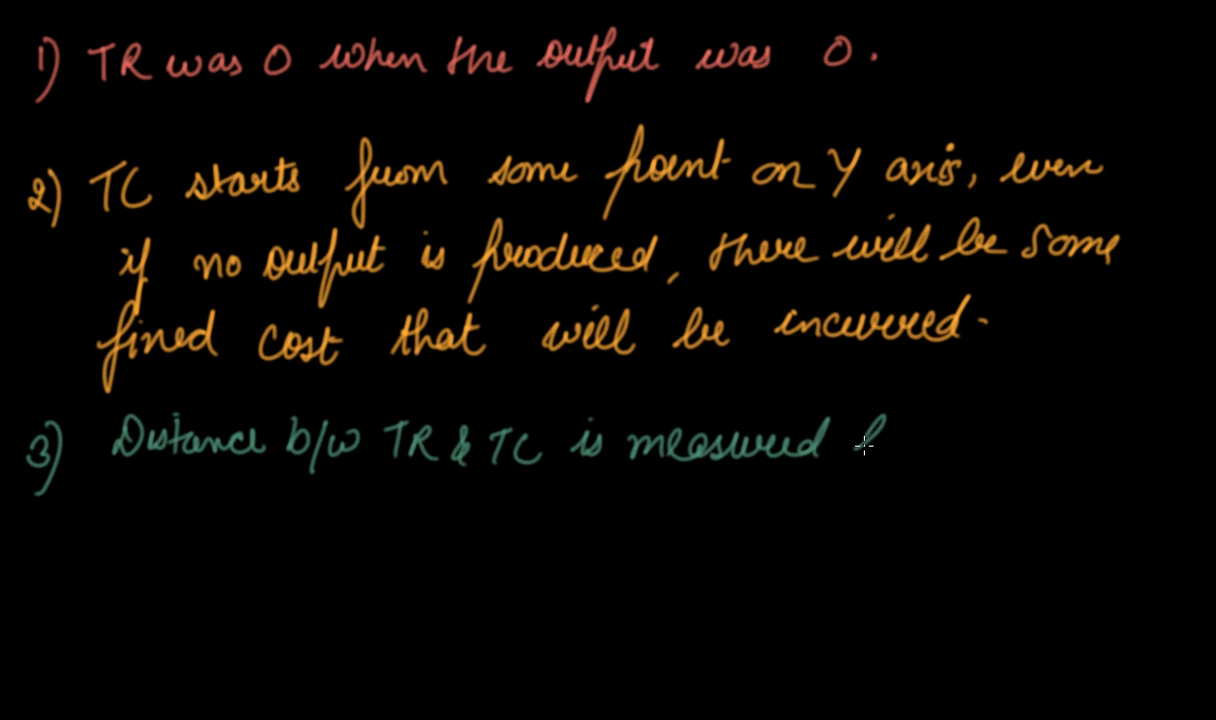 1) TR was 0 when the output was 0.
2) TC starts from some point on Y axis, even
if no output is produced, there will be some
fixed cost that will be incurred.
3) Distance b/w TR & TC is measured